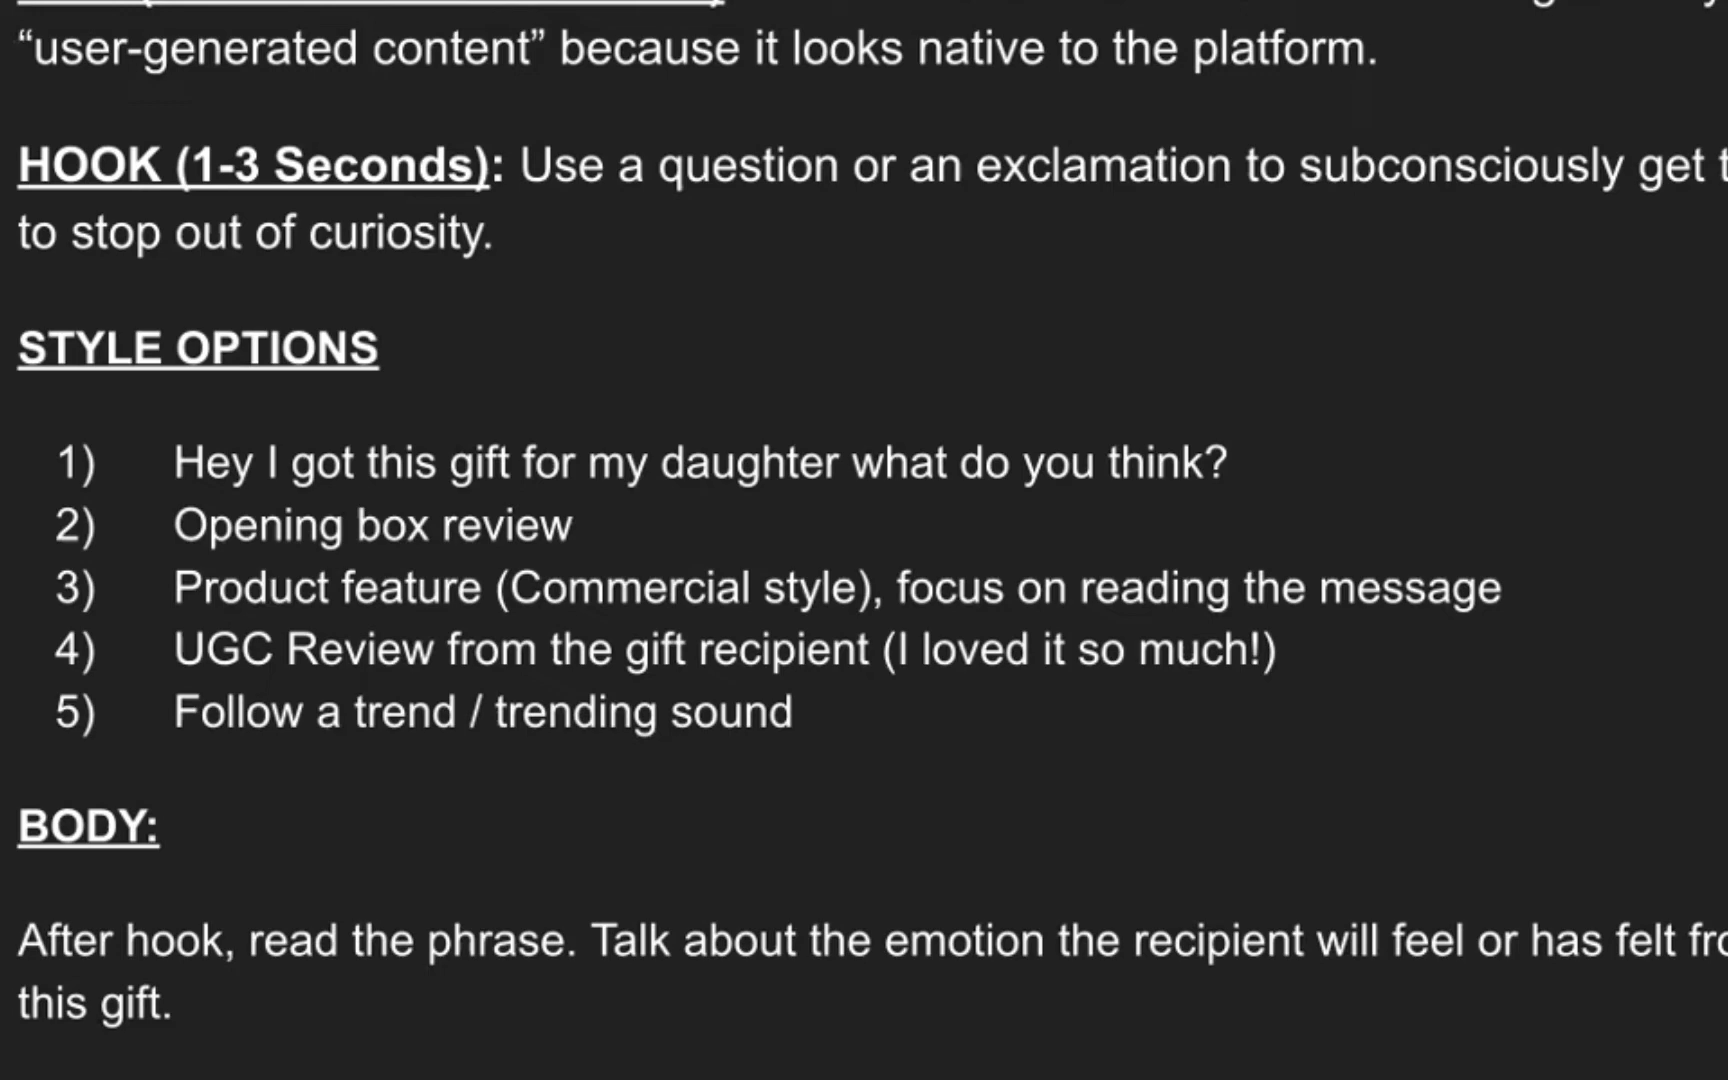 “user-generated content” because it looks native to the platform.
HOOK (1-3 Seconds): Use a question or an exclamation to subconsciously get
to stop out of curiosity.
STYLE OPTIONS
1) Hey I got this gift for my daughter what do you think?
2) Opening box review
3) Product feature (Commercial style), focus on reading the message
4) UGC Review from the gift recipient (I loved it so much!)
5) Follow a trend / trending sound
BODY:
After hook, read the phrase. Talk about the emotion the recipient will feel or has felt
this gift.